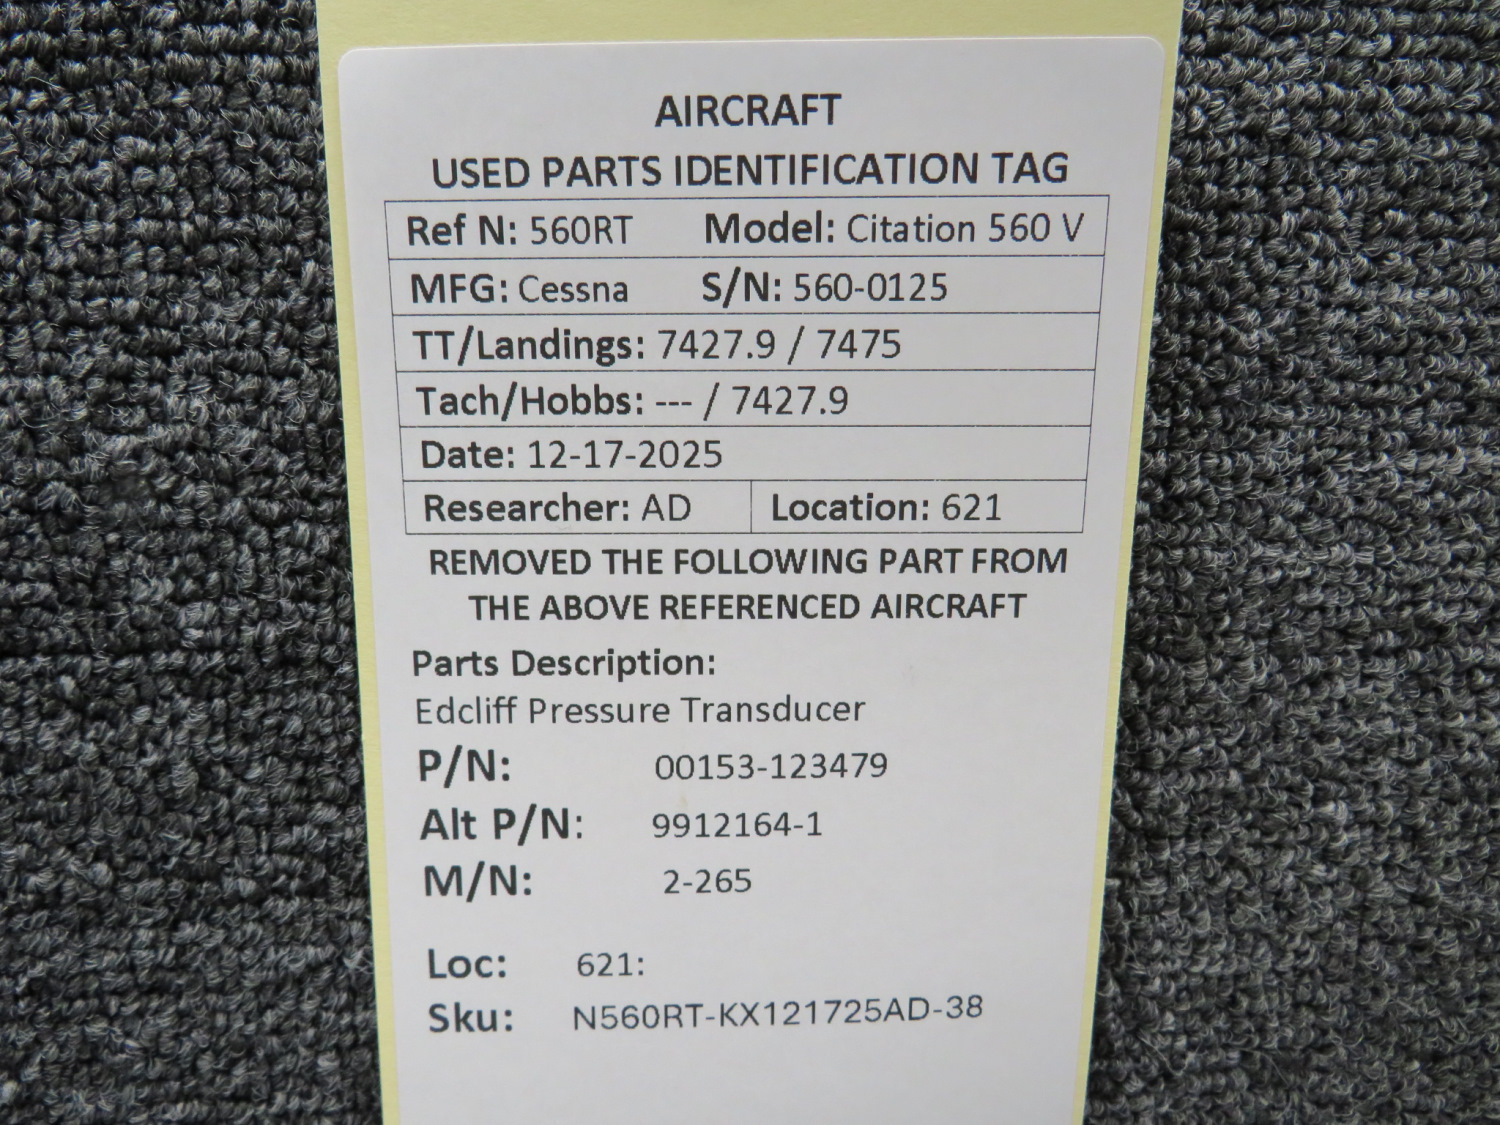 AIRCRAFT
USED PARTS IDENTIFICATION TAG
Ref N: 560RT Model: Citation 560 V
MFG: Cessna S/N: 560-0125
TT/Landings: 7427.9 / 7475
Tach/Hobbs: --- / 7427.9
Date: 12-17-2025
Researcher: AD Location: 621
REMOVED THE FOLLOWING PART FROM
THE ABOVE REFERENCED AIRCRAFT
Parts Description:
Edcliff Pressure Transducer
P/N: 00153-123479
Alt P/N: 9912164-1
M/N: 2-265
Loc: 621:
Sku: N560RT-KX121725AD-38